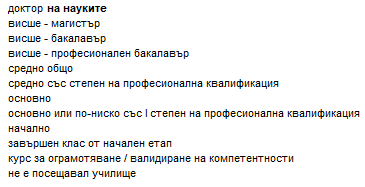 доктор на науките
висше - магистър
висше - бакалавър
висше - професионален бакалавър
средно общо
средно със степен на професионална квалификация
основно
основно или по-ниско със I степен на професионална квалификация
начално
завършен клас от начален етап
курс за ограмотяване / валидиране на компетентности
не е посещавал училище